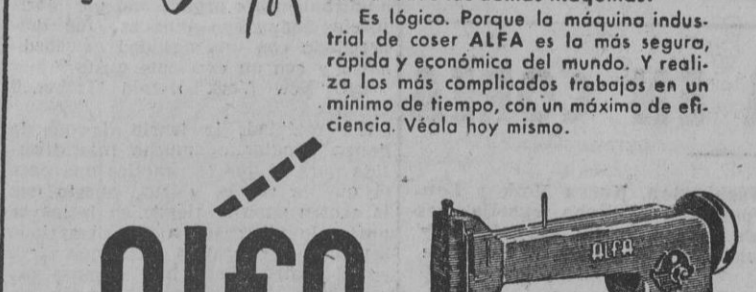 Es lógico. Porque la máquina indus-
trial de coser ALFA es la más segura,
rápida y económica del mundo. Y reali-
za los más complicados trabajos en un
mínimo de tiempo, con un máximo de efi-
ciencia. Véala hoy mismo.
ALFA
ALFA